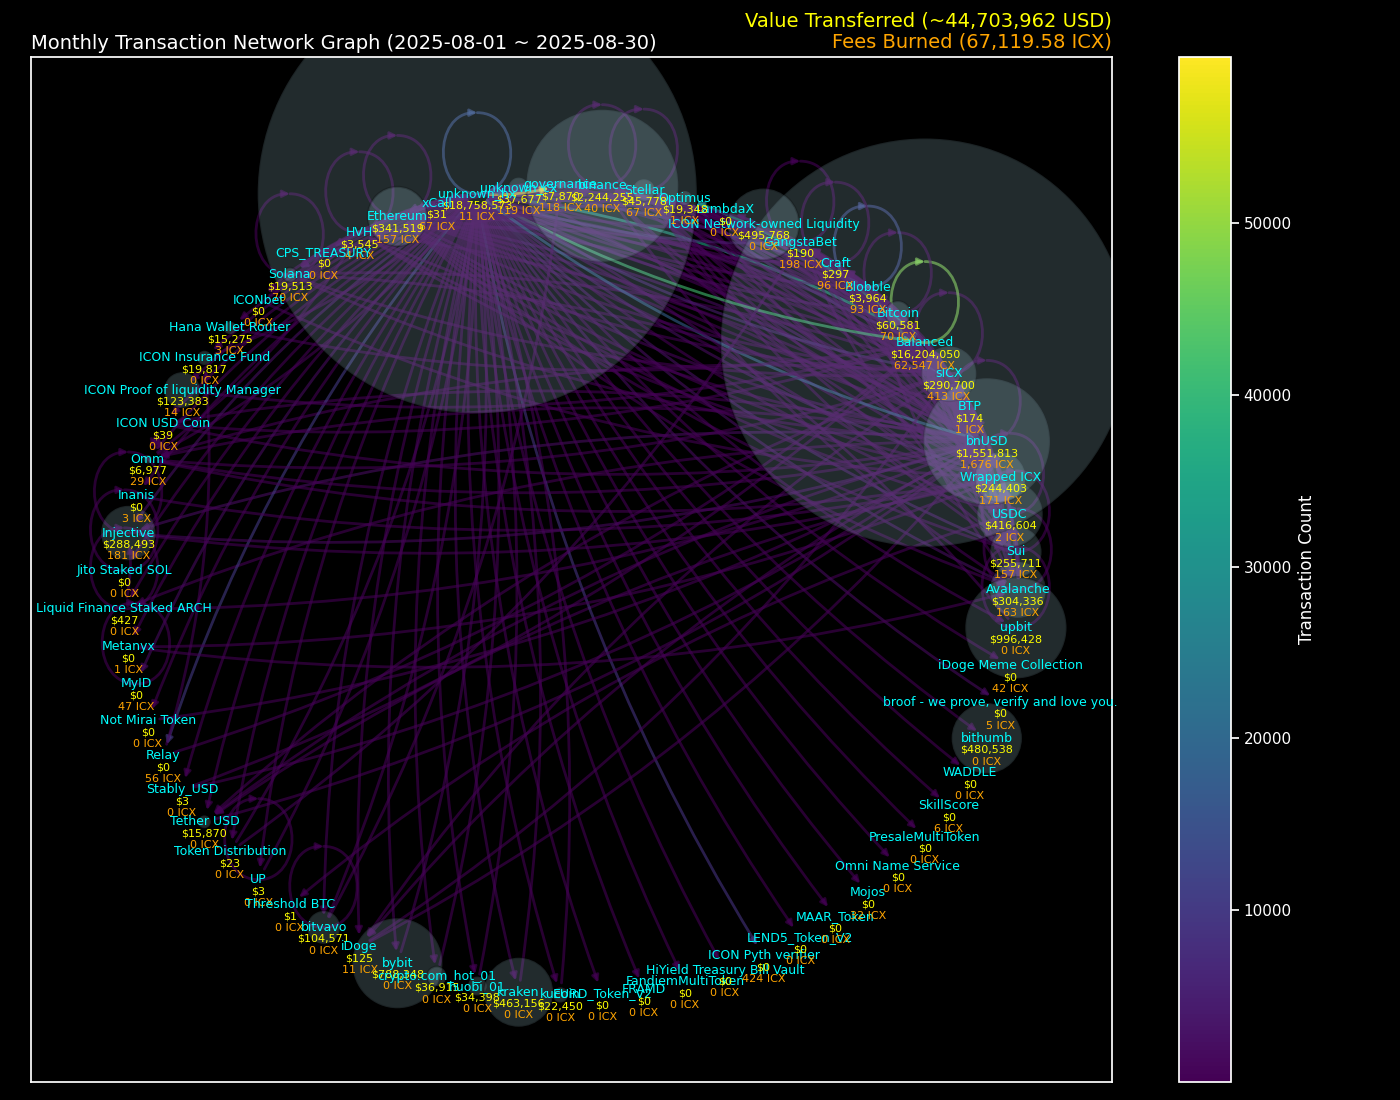 Value Transferred (~44,703,962 USD)
Monthly Transaction Network Graph (2025-08-01 ~ 2025-08-30)
Fees Burned (67,119.58 ICX)
governance
$7,870
118 ICX
binance
$2,244,255
40 ICX
Stellar
$45,778
67 ICX
Optimus
$19,348
1 ICX
$18,758,573
11 ICX
$37,677
119 ICX
xCall
$31
67 ICX
Ethereum
$341,519
157 ICX
HVH
$3,545
CPS_TREASURY
$0
0 ICX
Solana
$19,513
70 ICX
ICONbet
$0
0 ICX
Hana Wallet Router
$15,275
3 ICX
ICON Insurance Fund
$19,817
0 ICX
ICON Proof of liquidity Manager
$123,383
14 ICX
ICON USD Coin
$39
0 ICX
Omm
$6,977
29 ICX
Inanis
$0
3 ICX
Injective
$288,493
181 ICX
Jito Staked SOL
$0
0 ICX
Liquid Finance Staked ARCH
$427
0 ICX
Metanyx
$0
1 ICX
MyID
$0
47 ICX
Not Mirai Token
$0
0 ICX
Relay
$0
56 ICX
Stably_USD
$3
0 ICX
Tether USD
$15,870
0 ICX
Token Distribution
$23
0 ICX
UP
$3
0 ICX
Threshold BTC
$1
0 ICX
bitvavo
$104,571
0 ICX
iDoge
$125
11 ICX
bybit
$788,348
0 ICX
crypto.com_hot_01
$36,915
0 ICX
huobi_01
$34,398
0 ICX
kraken
$463,156
0 ICX
kucoin
$22,450
0 ICX
$0
0 ICX
FRAMD
$0
0 ICX
FandiemMultiToken
$0
0 ICX
HiYield Treasury Bill Vault
$0
0 ICX
ICON Pyth verifier
$0
424 ICX
LEND5_Token_V2
$0
0 ICX
MAAR_Token
$0
0 ICX
Mojos
$0
32 ICX
Omni Name Service
$0
0 ICX
PresaleMultiToken
$0
0 ICX
SkillScore
$0
6 ICX
WADDLE
$0
0 ICX
bithumb
$480,538
0 ICX
broof - we prove, verify and love you.
$0
5 ICX
iDoge Meme Collection
$0
42 ICX
upbit
$996,428
0 ICX
Avalanche
$304,336
163 ICX
Sui
$255,711
157 ICX
USDC
$416,604
2 ICX
Wrapped ICX
$244,403
171 ICX
bnUSD
$1,551,813
1,676 ICX
BTP
$174
1 ICX
sICX
$290,700
413 ICX
Balanced
$16,204,050
62,547 ICX
Bitcoin
$60,581
70 ICX
Blobble
$3,964
93 ICX
Craft
$297
96 ICX
GangstaBet
$190
198 ICX
ICON Network-owned Liquidity
$495,768
0 ICX
LambdaX
$0
0 ICX
50000
40000
30000
20000
10000
Transaction Count